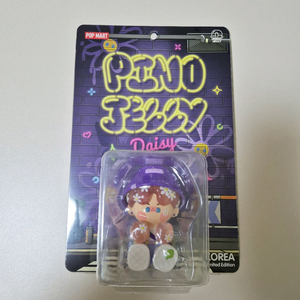 POP MART
PINO
JELLY
Daisy
KOREA
Limited Edition